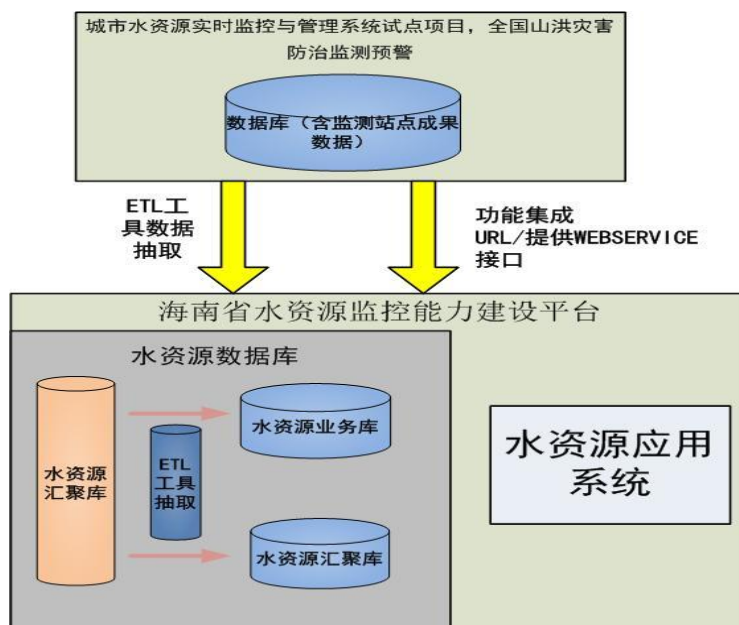 城市水资源实时监控与管理系统试点项目，全国山洪灾害
防治监测预警
数据库（含监测站点成果
数据）
ETL工
具数据
抽取
功能集成
URL/提供WEBSERVICE
接口
海南省水资源监控能力建设平台
水资源数据库
水资源
汇聚库
ETL
工具
抽取
水资源业务库
水资源汇聚库
水资源应用
系统